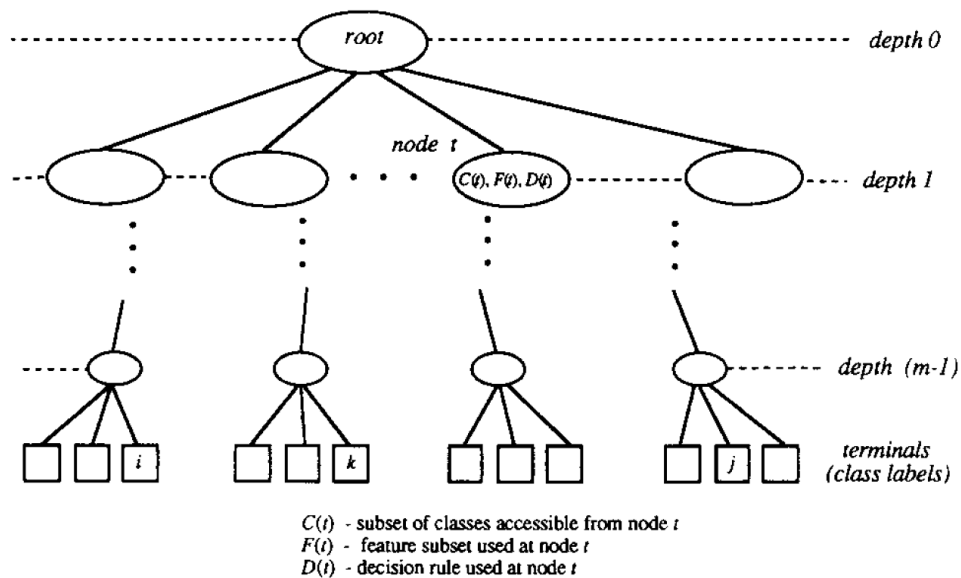 root
depth 0
node t
C(t), F(t), D(t)
depth 1
depth (m-1)
i
k
j
terminals
(class labels)
C(t) - subset of classes accessible from node t
F(t) - feature subset used at node t
D(t) - decision rule used at node t